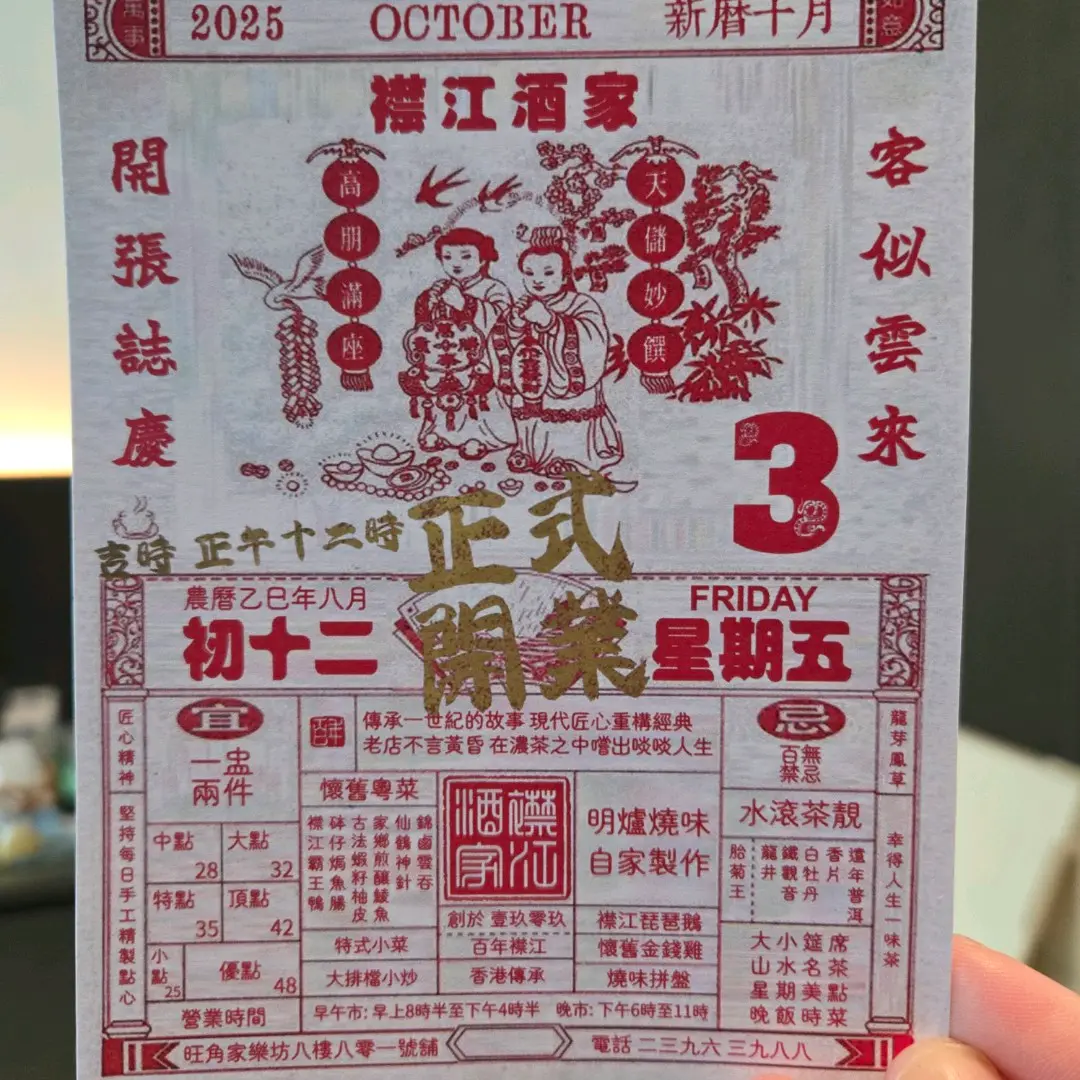 萬事
2025 OCTOBER 新曆十月
如意
襟江酒家
開張誌慶
客似雲來
高朋滿座
天儲妙饌
3
吉時 正午十二時
正式
開業
農曆乙巳年八月
初十二
FRIDAY
星期五
匠心精神 堅持每日手工精製點心
宜
一盅
兩件
中點 28
大點 32
特點 35
頂點 42
小點 25
優點 48
百年
傳承一世紀的故事 現代匠心重構經典
老店不言黃昏 在濃茶之中嚐出啖啖人生
懷舊粵菜
錦鹵雲吞
仙鶴神針
家鄉煎釀鯪魚
古法蝦籽柚皮
砵仔焗魚腸
襟江霸王鴨
特式小菜
大排檔小炒
襟江
酒家
創於 壹玖零玖
百年襟江
香港傳承
明爐燒味
自家製作
襟江琵琶鵝
懷舊金錢雞
燒味拼盤
忌
百無
禁忌
水滾茶靚
還年普洱
香片
白牡丹
鐵觀音
龍井
胎菊王
大小筵席
山水名茶
星期美點
晚飯時菜
龍芽鳳草
幸得人生一味茶
營業時間
早午市: 早上8時半至下午4時半 晚市: 下午6時至11時
旺角家樂坊八樓八零一號舖
電話 二三九六 三九八八